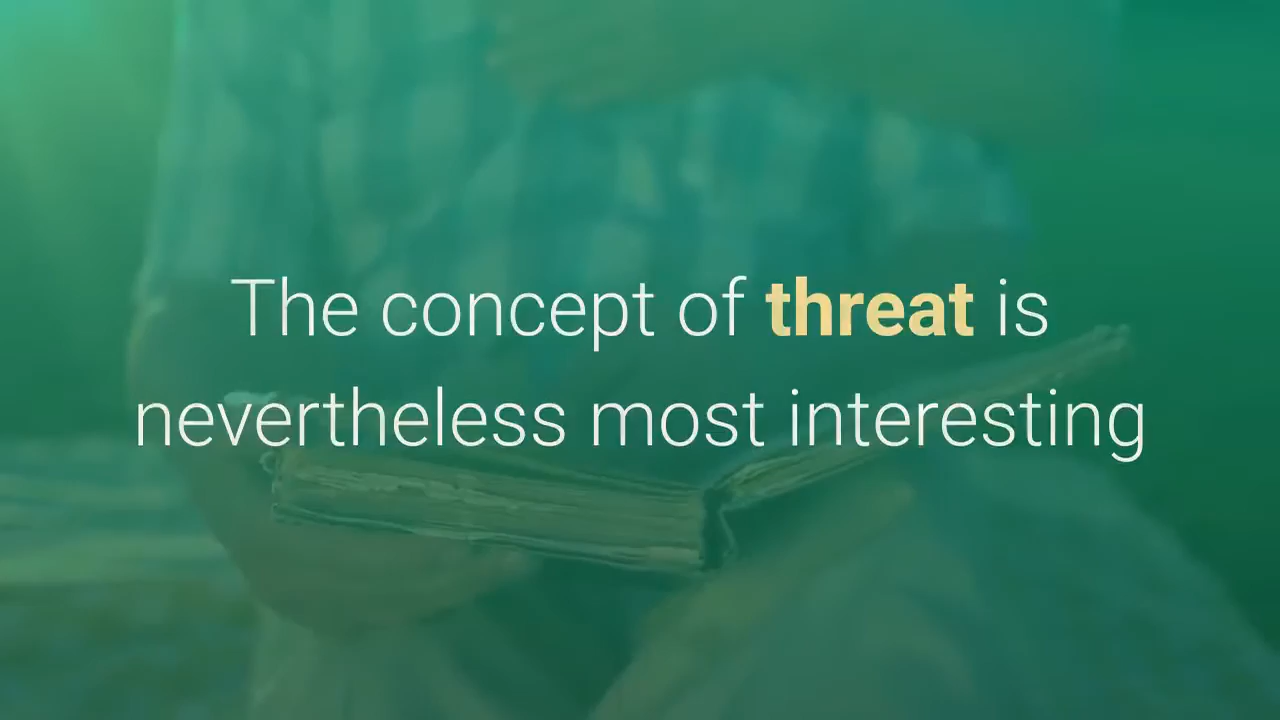 The concept of threat is
nevertheless most interesting